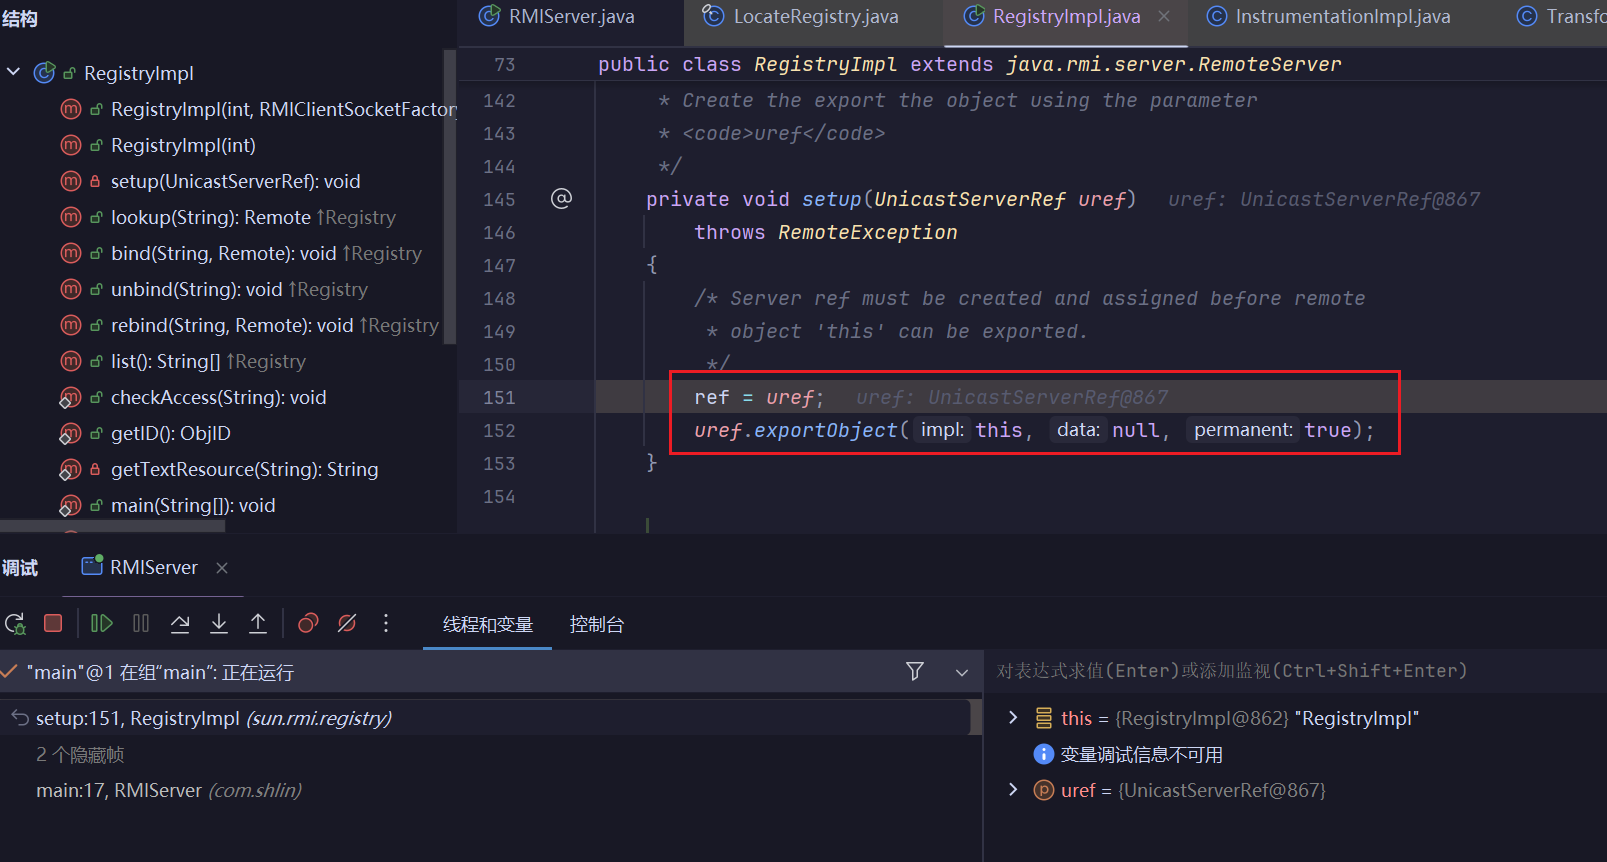 结构
RegistryImpl
RegistryImpl(int, RMIClientSocketFactory
RegistryImpl(int)
setup(UnicastServerRef): void
lookup(String): Remote ↑Registry
bind(String, Remote): void ↑Registry
unbind(String): void ↑Registry
rebind(String, Remote): void ↑Registry
list(): String[] ↑Registry
checkAccess(String): void
getID(): ObjID
getTextResource(String): String
main(String[]): void
RMIServer.java
LocateRegistry.java
RegistryImpl.java
InstrumentationImpl.java
Transfo
73 public class RegistryImpl extends java.rmi.server.RemoteServer
142 * Create the export the object using the parameter
143 * <code>uref</code>
144 */
145 private void setup(UnicastServerRef uref) uref: UnicastServerRef@867
146 throws RemoteException
147 {
148 /* Server ref must be created and assigned before remote
149 * object 'this' can be exported.
150 */
151 ref = uref; uref: UnicastServerRef@867
152 uref.exportObject( impl: this, data: null, permanent: true);
153 }
154
调试
RMIServer
线程和变量
控制台
"main"@1 在组“main”: 正在运行
setup:151, RegistryImpl (sun.rmi.registry)
2 个隐藏帧
main:17, RMIServer (com.shlin)
对表达式求值(Enter)或添加监视(Ctrl+Shift+Enter)
this = {RegistryImpl@862} "RegistryImpl"
变量调试信息不可用
uref = {UnicastServerRef@867}